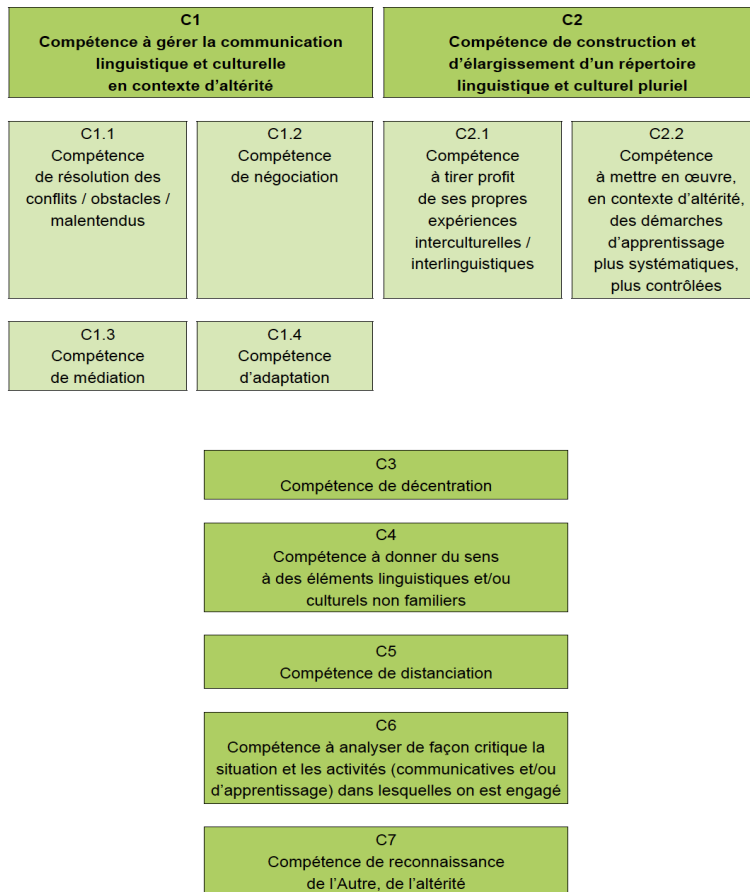 C1
Compétence à gérer la communication
linguistique et culturelle
en contexte d'altérité
C2
Compétence de construction et
d'élargissement d'un répertoire
linguistique et culturel pluriel
C1.1
Compétence
de résolution des
conflits / obstacles /
malentendus
C1.2
Compétence
de négociation
C2.1
Compétence
à tirer profit
de ses propres
expériences
interculturelles /
interlinguistiques
C2.2
Compétence
à mettre en œuvre,
en contexte d'altérité,
des démarches
d'apprentissage
plus systématiques,
plus contrôlées
C1.3
Compétence
de médiation
C1.4
Compétence
d'adaptation
C3
Compétence de décentration
C4
Compétence à donner du sens
à des éléments linguistiques et/ou
culturels non familiers
C5
Compétence de distanciation
C6
Compétence à analyser de façon critique la
situation et les activités (communicatives et/ou
d'apprentissage) dans lesquelles on est engagé
C7
Compétence de reconnaissance
de l'Autre, de l'altérité